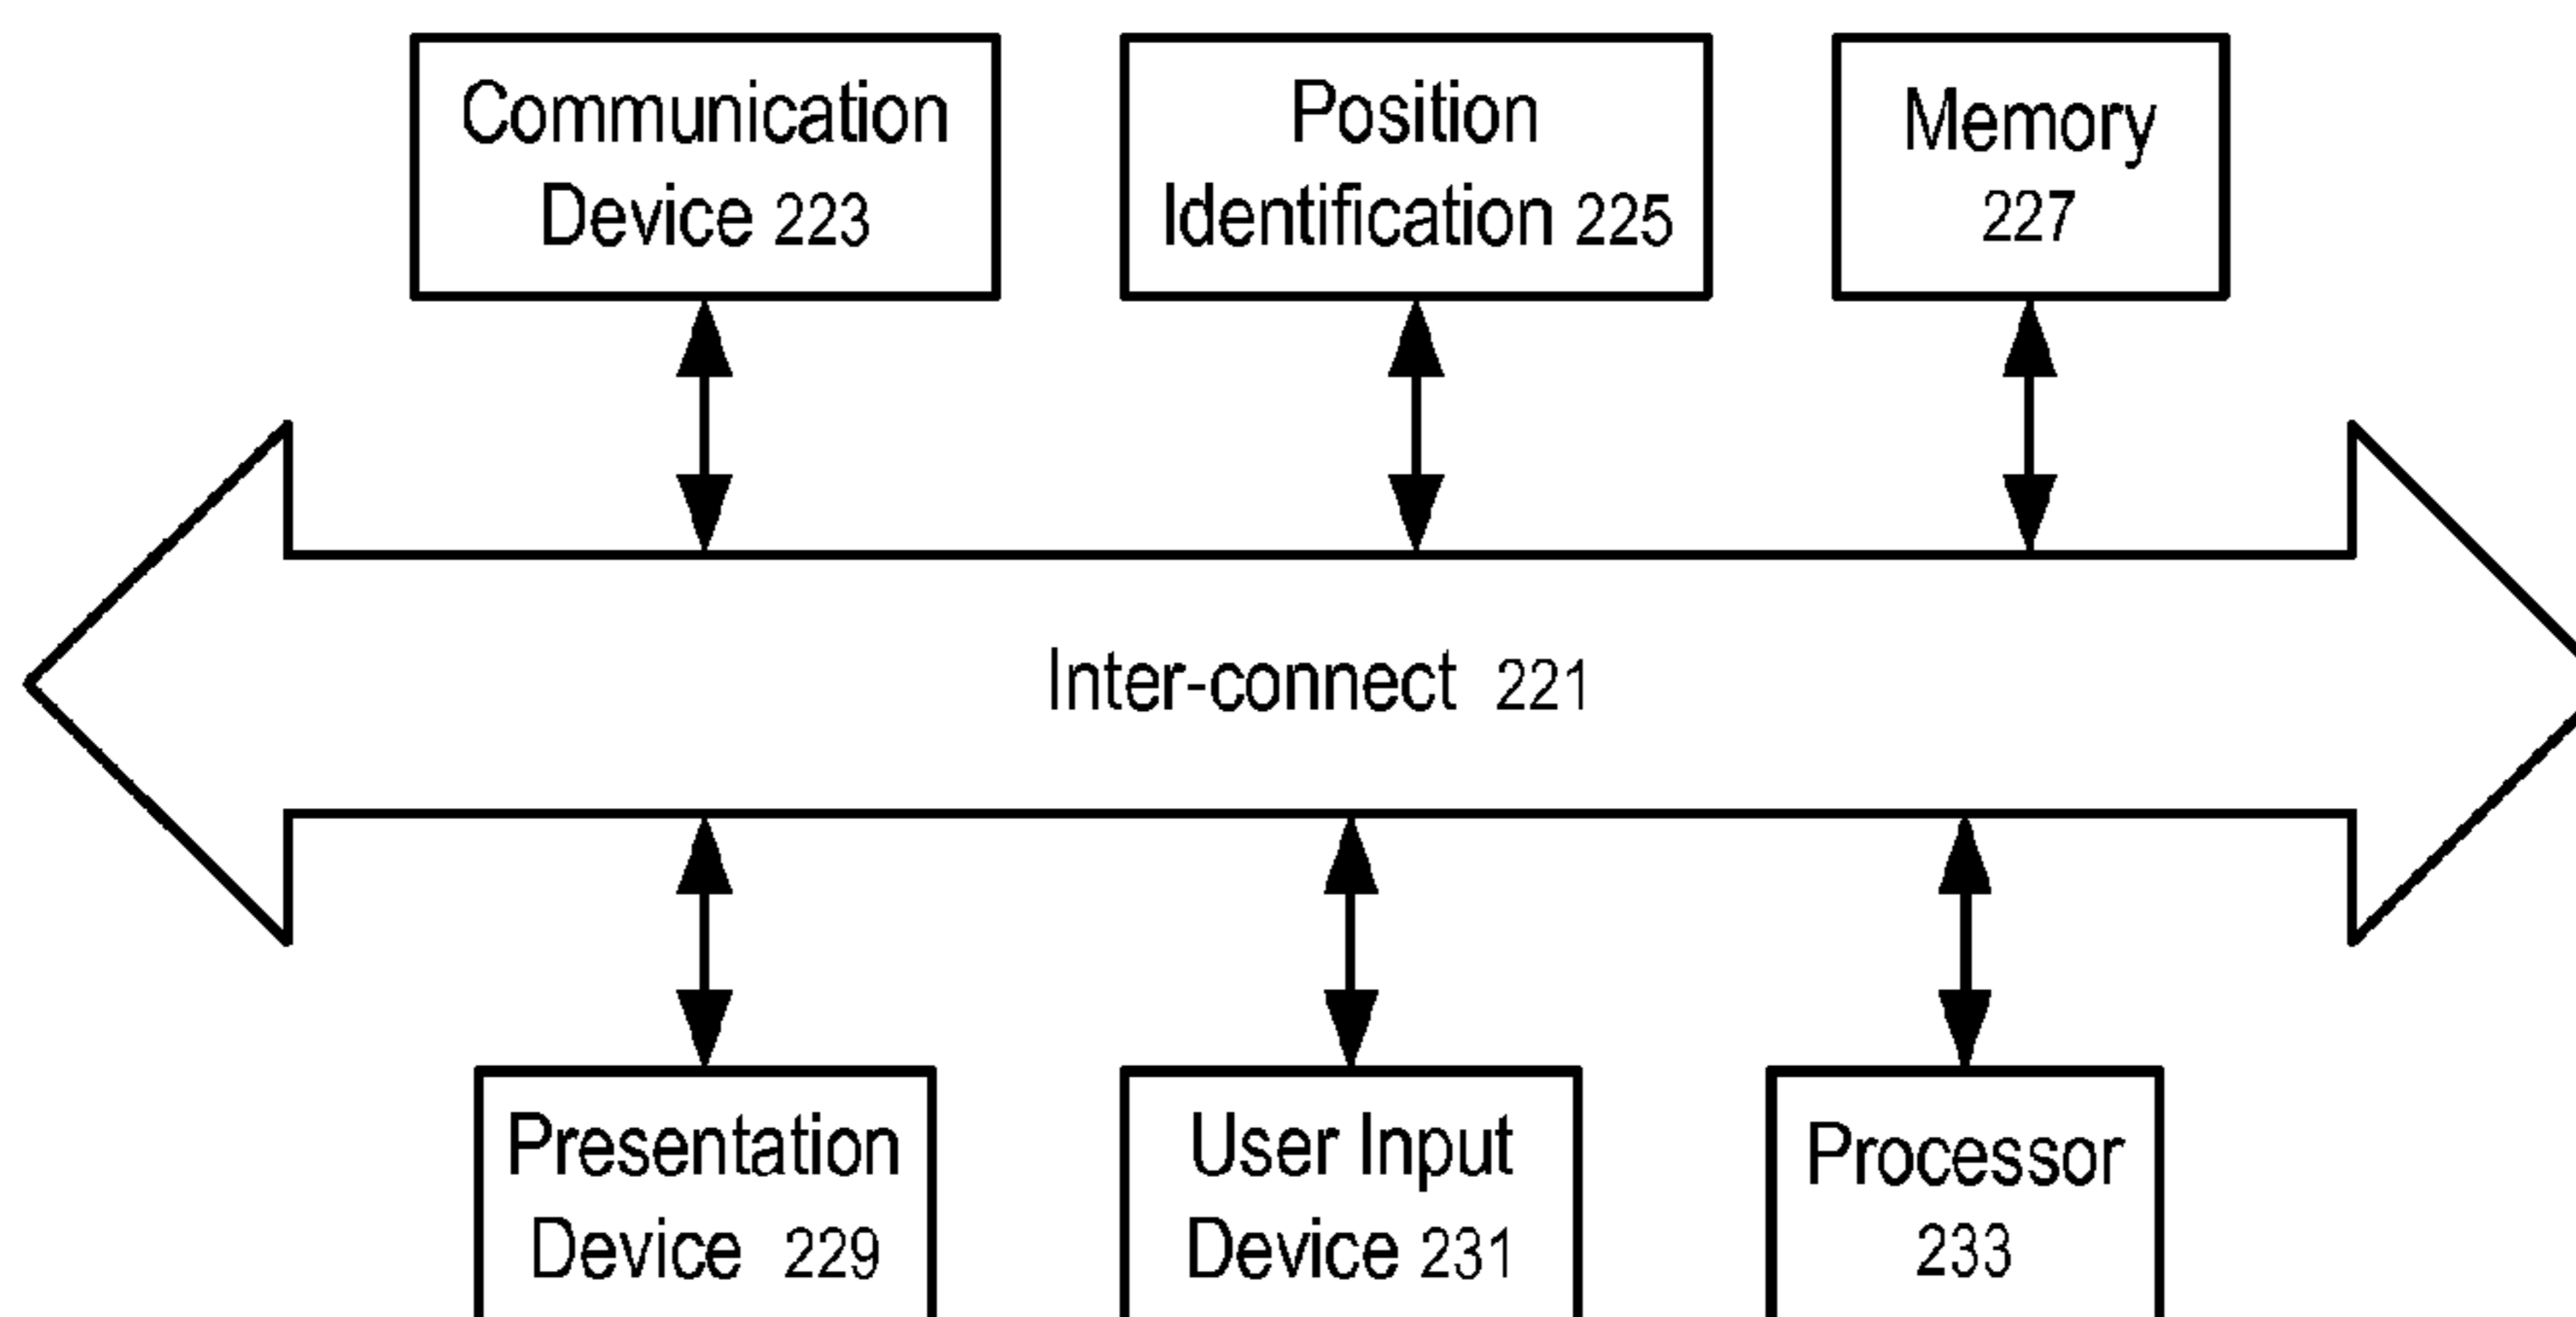 Communication
Device 223
Position
Identification 225
Memory
227
Inter-connect 221
Presentation
Device 229
User Input
Device 231
Processor
233